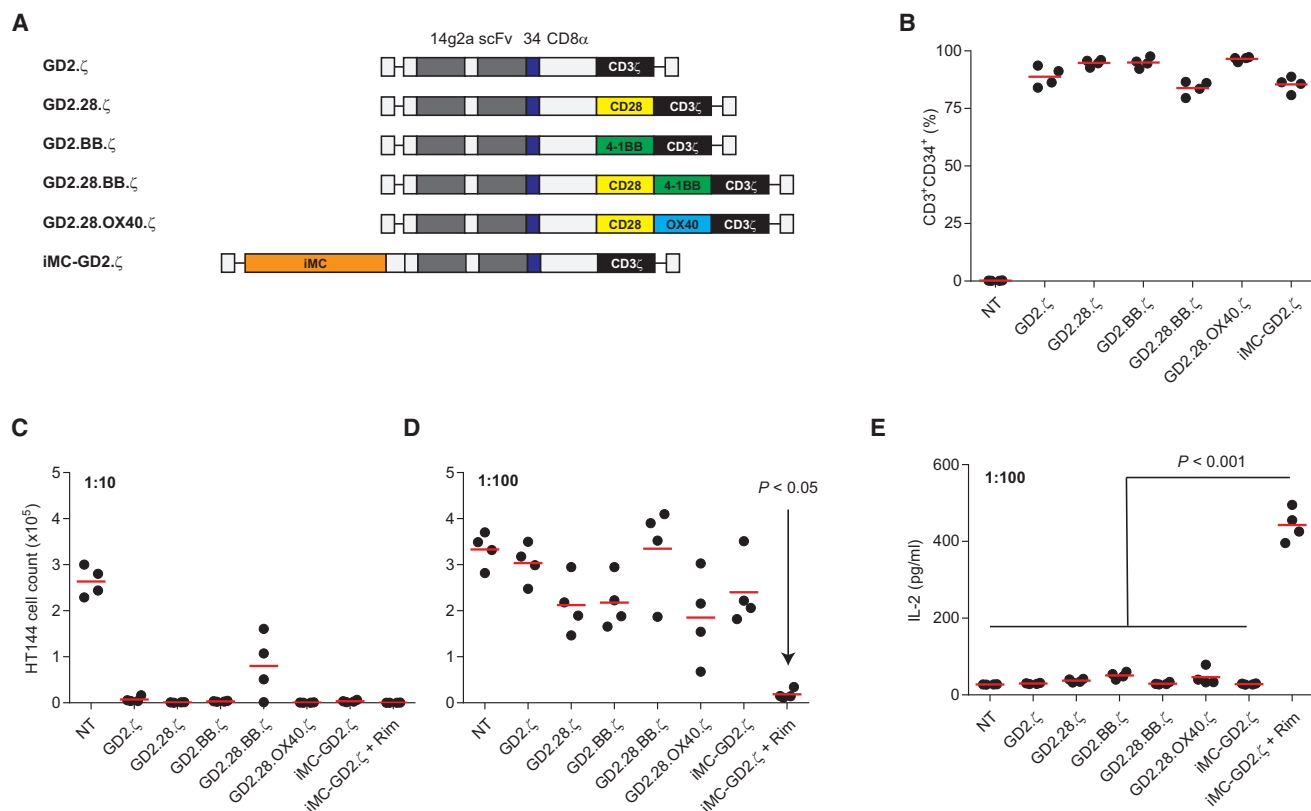 A
14g2a scFv 34 CD8α
GD2.ζ
CD3ζ
GD2.28.ζ
CD28 CD3ζ
GD2.BB.ζ
4-1BB CD3ζ
GD2.28.BB.ζ
CD28 4-1BB CD3ζ
GD2.28.OX40.ζ
CD28 OX40 CD3ζ
iMC-GD2.ζ
iMC CD3ζ
B
CD3+CD34+ (%)
100
75
50
25
0
NT
GD2.ζ
GD2.28.ζ
GD2.BB.ζ
GD2.28.BB.ζ
GD2.28.OX40.ζ
iMC-GD2.ζ
C
1:10
HT144 cell count (x10⁵)
5
4
3
2
1
0
NT
GD2.ζ
GD2.28.ζ
GD2.BB.ζ
GD2.28.BB.ζ
GD2.28.OX40.ζ
iMC-GD2.ζ
iMC-GD2.ζ + Rim
D
1:100
P < 0.05
5
4
3
2
1
0
NT
GD2.ζ
GD2.28.ζ
GD2.BB.ζ
GD2.28.BB.ζ
GD2.28.OX40.ζ
iMC-GD2.ζ
iMC-GD2.ζ + Rim
E
1:100
P < 0.001
IL-2 (pg/ml)
600
400
200
0
NT
GD2.ζ
GD2.28.ζ
GD2.BB.ζ
GD2.28.BB.ζ
GD2.28.OX40.ζ
iMC-GD2.ζ
iMC-GD2.ζ + Rim